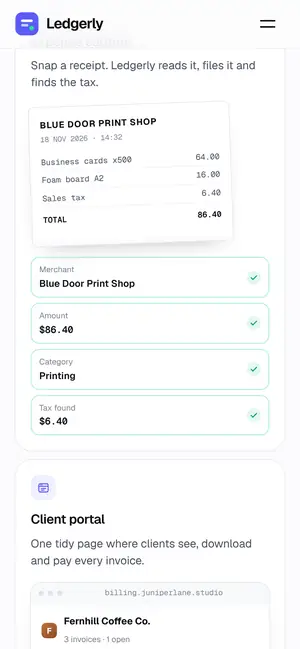 Ledgerly
Snap a receipt. Ledgerly reads it, files it and
finds the tax.
BLUE DOOR PRINT SHOP
18 NOV 2026 · 14:32
Business cards x500 64.00
Foam board A2 16.00
Sales tax 6.40
TOTAL 86.40
Merchant
Blue Door Print Shop
Amount
$86.40
Category
Printing
Tax found
$6.40
Client portal
One tidy page where clients see, download
and pay every invoice.
billing.juniperlane.studio
F
Fernhill Coffee Co.
3 invoices · 1 open